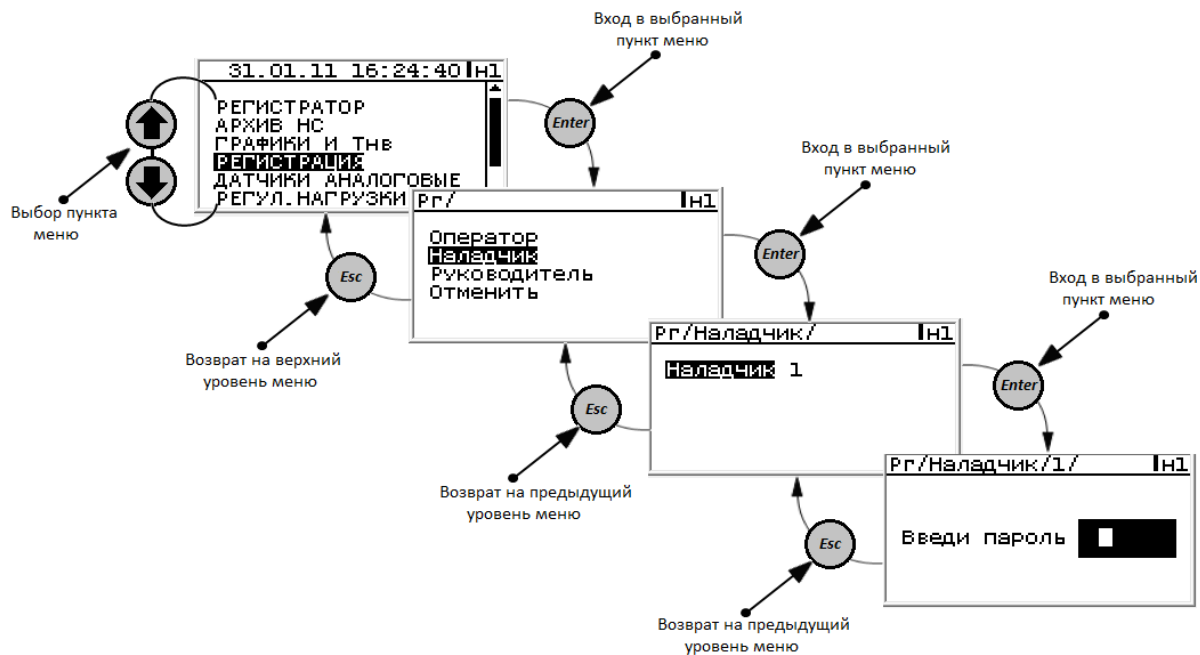 Вход в выбранный
пункт меню
31.01.11 16:24:40 Н1
РЕГИСТРАТОР
АРХИВ НС
ГРАФИКИ И Тнв
РЕГИСТРАЦИЯ
ДАТЧИКИ АНАЛОГОВЫЕ
РЕГУЛ.НАГРУЗКИ
Enter
Выбор пункта
меню
Вход в выбранный
пункт меню
Рг/ Н1
Оператор
Наладчик
Руководитель
Отменить
Enter
Esc
Возврат на верхний
уровень меню
Вход в выбранный
пункт меню
Рг/Наладчик/ Н1
Наладчик 1
Enter
Esc
Возврат на предыдущий
уровень меню
Рг/Наладчик/1/ Н1
Введи пароль
Esc
Возврат на предыдущий
уровень меню